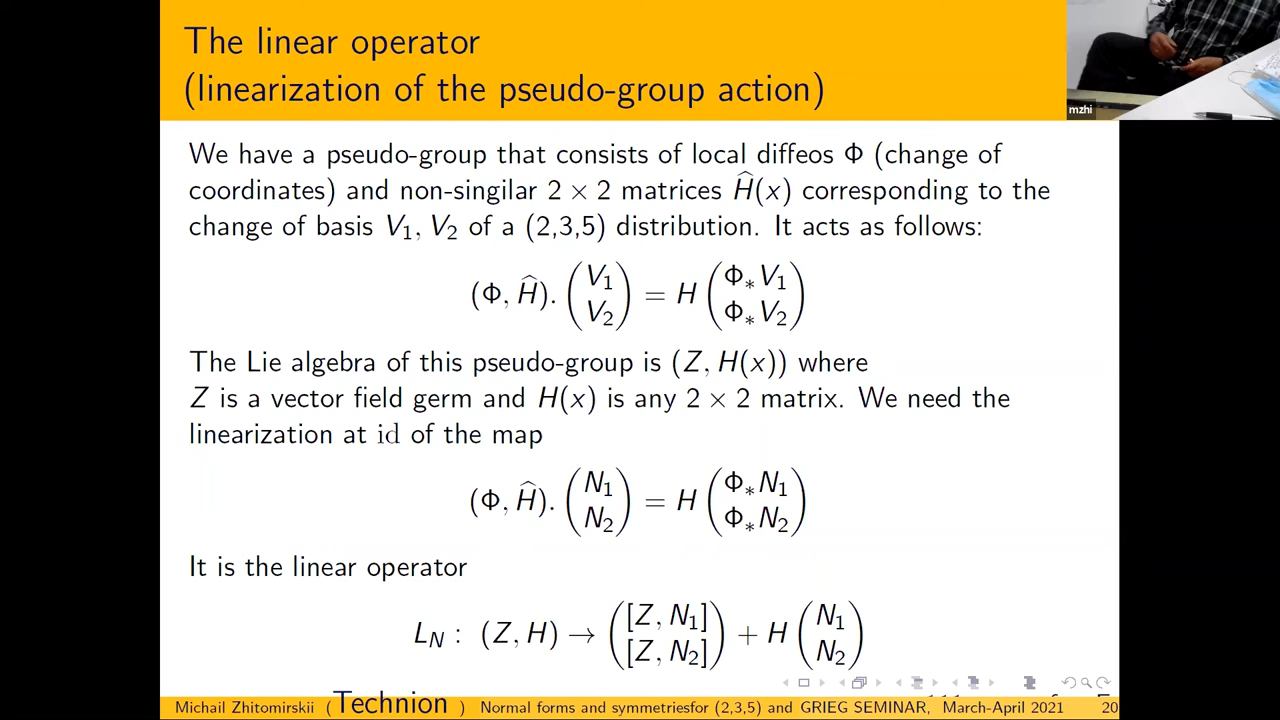 The linear operator
(linearization of the pseudo-group action)
mzhi
We have a pseudo-group that consists of local diffeos Φ (change of
coordinates) and non-singilar 2 × 2 matrices Ĥ(x) corresponding to the
change of basis V₁, V₂ of a (2,3,5) distribution. It acts as follows:
(Φ, Ĥ). (V₁ V₂) = H (Φ∗V₁ Φ∗V₂)
The Lie algebra of this pseudo-group is (Z, H(x)) where
Z is a vector field germ and H(x) is any 2 × 2 matrix. We need the
linearization at id of the map
(Φ, Ĥ). (N₁ N₂) = H (Φ∗N₁ Φ∗N₂)
It is the linear operator
L_N : (Z, H) → ([Z, N₁] [Z, N₂]) + H (N₁ N₂)
Michail Zhitomirskii ( Technion ) Normal forms and symmetriesfor (2,3,5) and GRIEG SEMINAR, March-April 2021 20